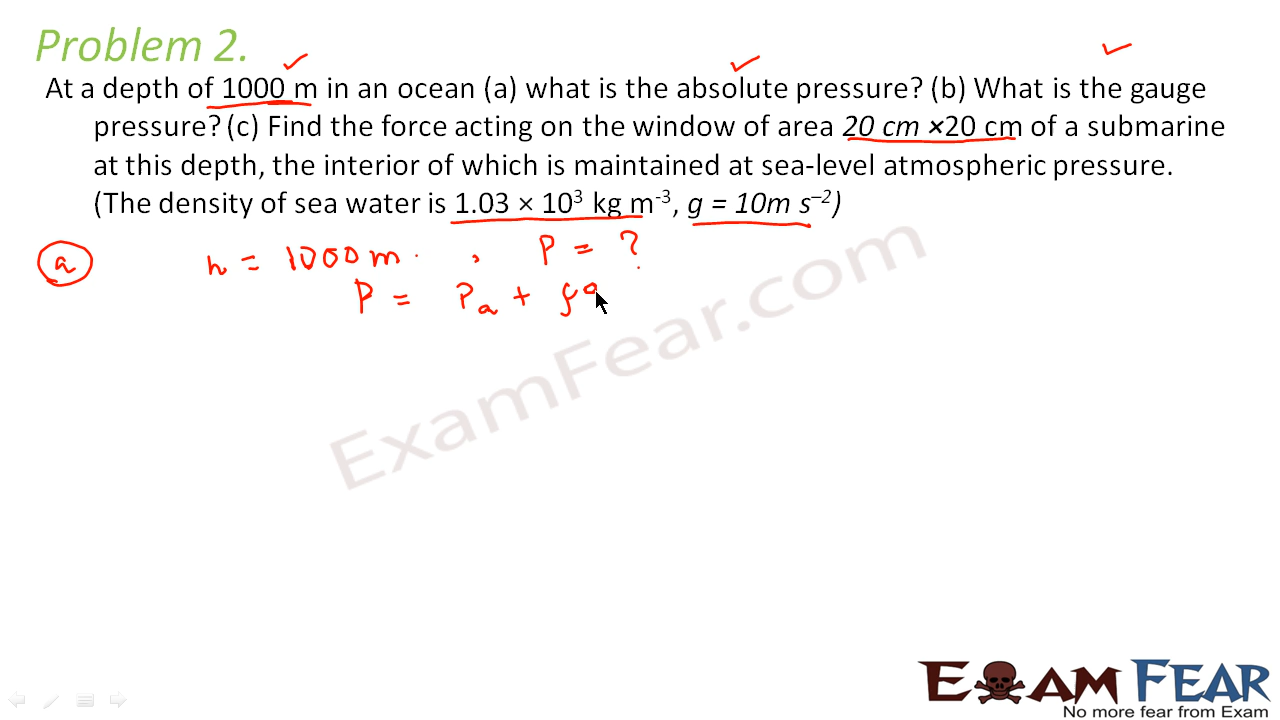 Problem 2.
At a depth of 1000 m in an ocean (a) what is the absolute pressure? (b) What is the gauge
pressure? (c) Find the force acting on the window of area 20 cm ×20 cm of a submarine
at this depth, the interior of which is maintained at sea-level atmospheric pressure.
(The density of sea water is 1.03 × 10³ kg m⁻³, g = 10m s⁻²)
a h = 1000 m. , P = ?
P = Pₐ + ρg
ExamFear.com
EXAM FEAR
No more fear from Exam